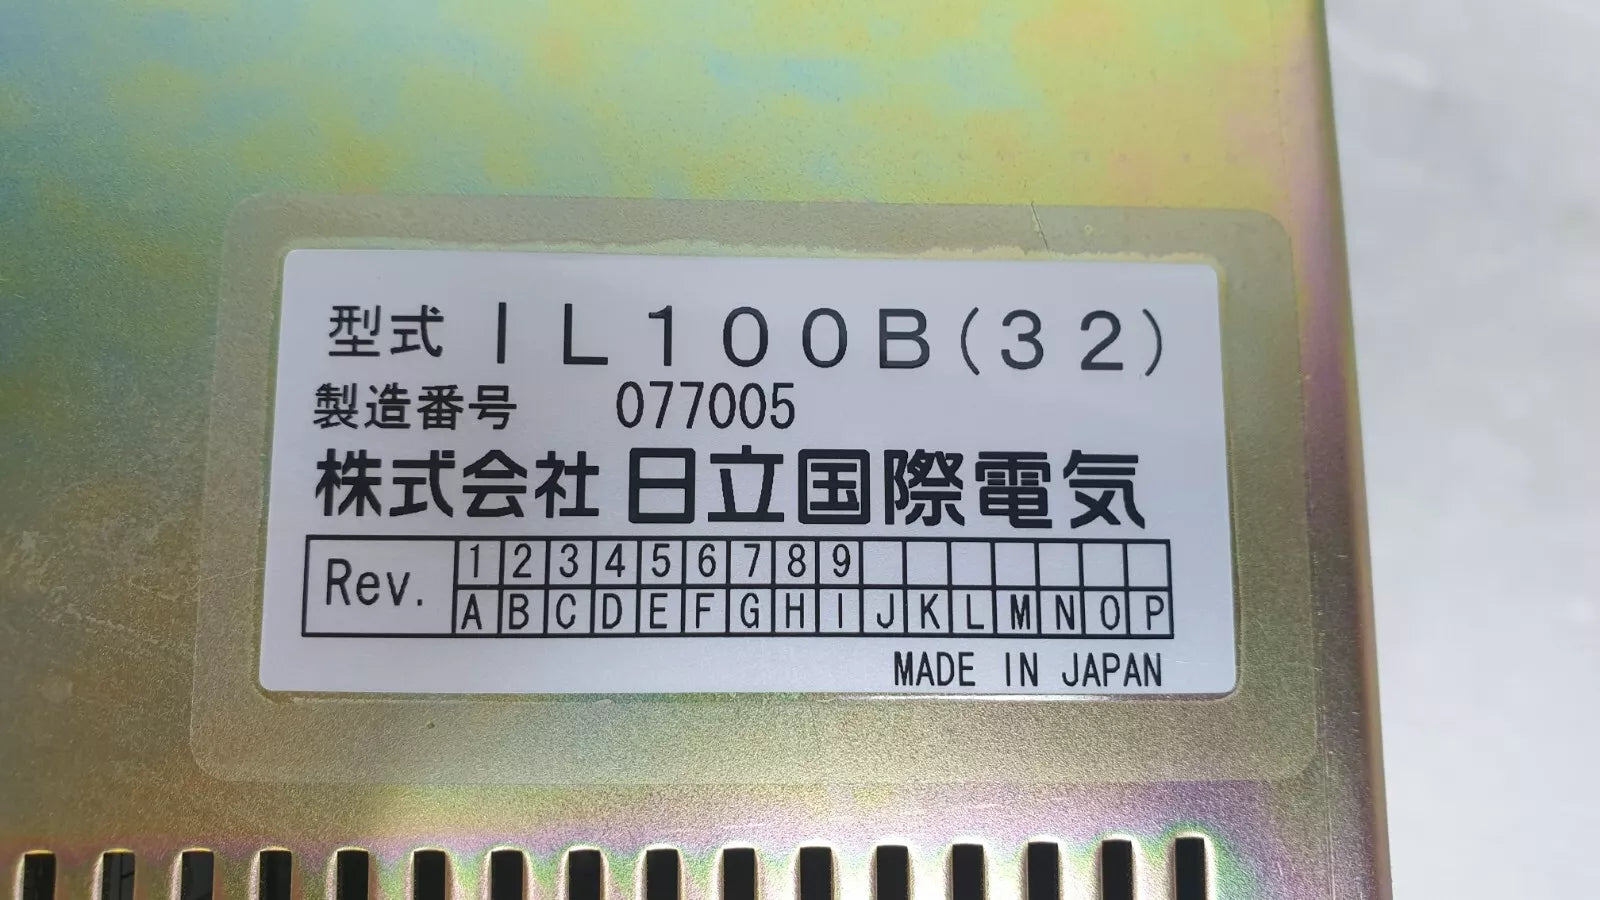 型式 IL100B(32)
製造番号 077005
株式会社 日立国際電気
Rev. 1 2 3 4 5 6 7 8 9
A B C D E F G H I J K L M N O P
MADE IN JAPAN